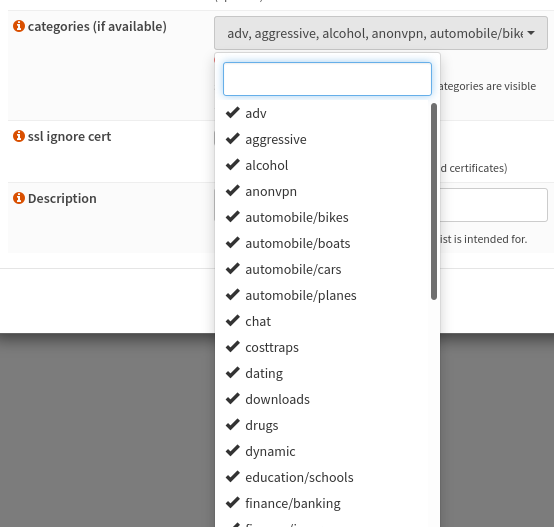 categories (if available)
adv, aggressive, alcohol, anonvpn, automobile/bike
ategories are visible
adv
aggressive
ssl ignore cert
alcohol
d certificates)
anonvpn
Description
automobile/bikes
automobile/boats
ist is intended for.
automobile/cars
automobile/planes
chat
costtraps
dating
downloads
drugs
dynamic
education/schools
finance/banking